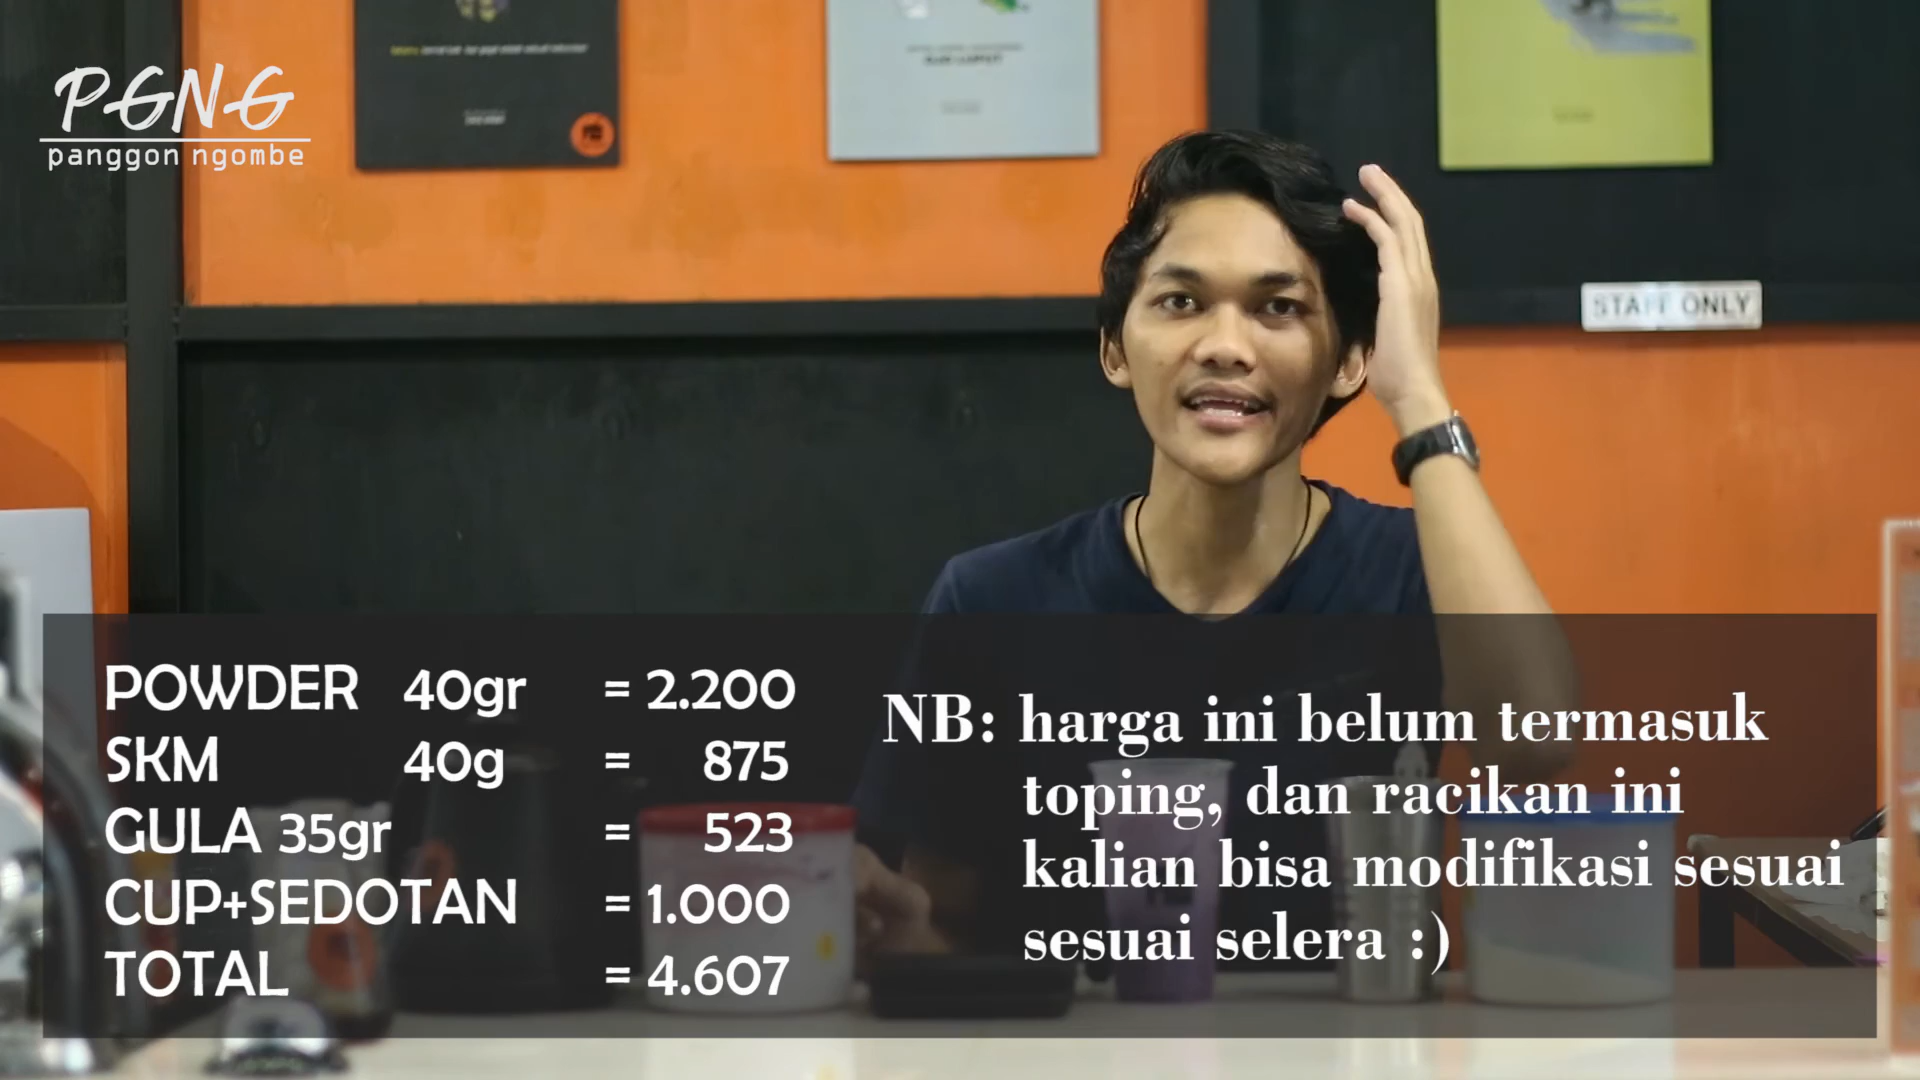 PGNG
panggon ngombe
STAFF ONLY
POWDER 40gr = 2.200
SKM 40g = 875
GULA 35gr = 523
CUP+SEDOTAN = 1.000
TOTAL = 4.607
NB: harga ini belum termasuk
toping, dan racikan ini
kalian bisa modifikasi sesuai
sesuai selera :)